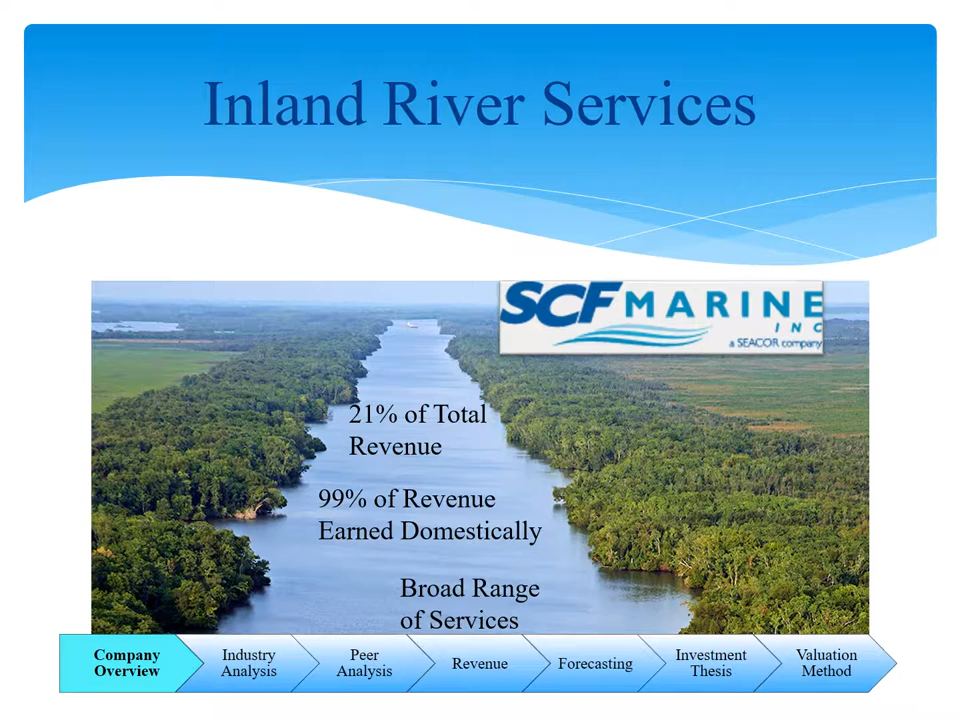 Inland River Services
SCF MARINE
INC
a SEACOR company
21% of Total
Revenue
99% of Revenue
Earned Domestically
Broad Range
of Services
Company
Overview
Industry
Analysis
Peer
Analysis
Revenue
Forecasting
Investment
Thesis
Valuation
Method